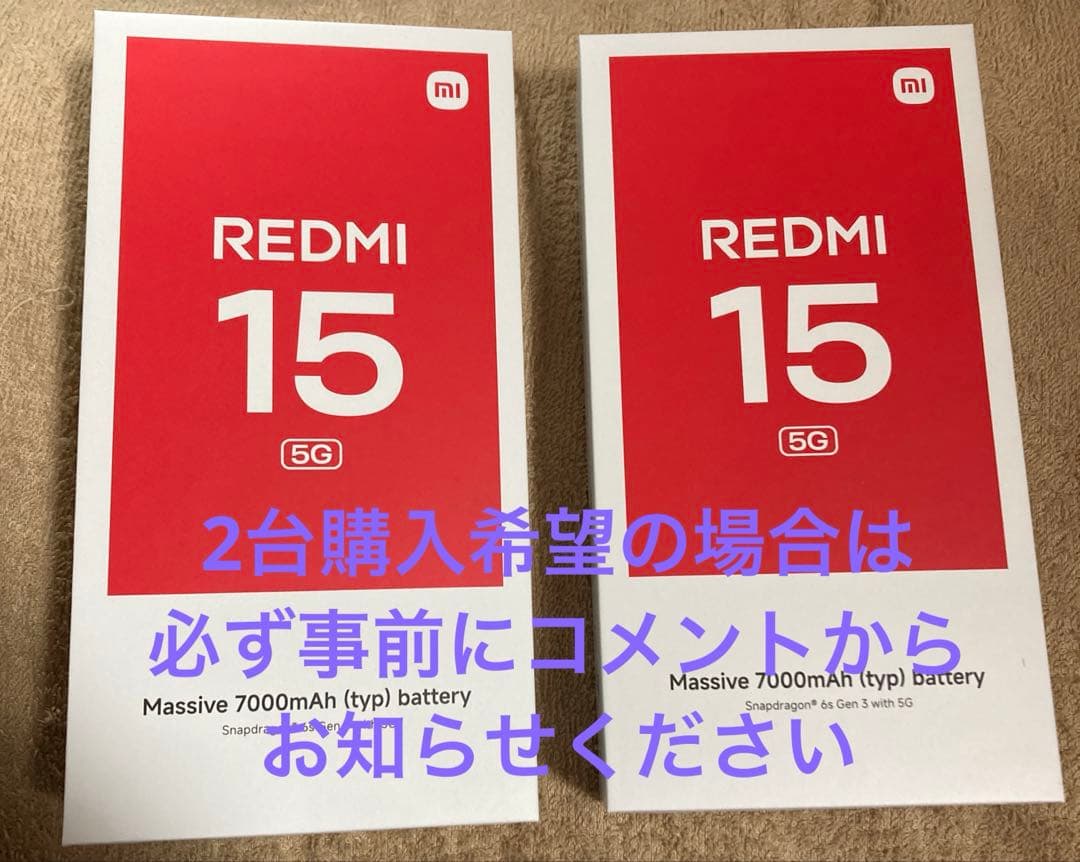 mi
REDMI
15
5G
Massive 7000mAh (typ) battery
mi
REDMI
15
5G
Massive 7000mAh (typ) battery
Snapdragon® 6s Gen 3 with 5G
2台購入希望の場合は
必ず事前にコメントから
お知らせください